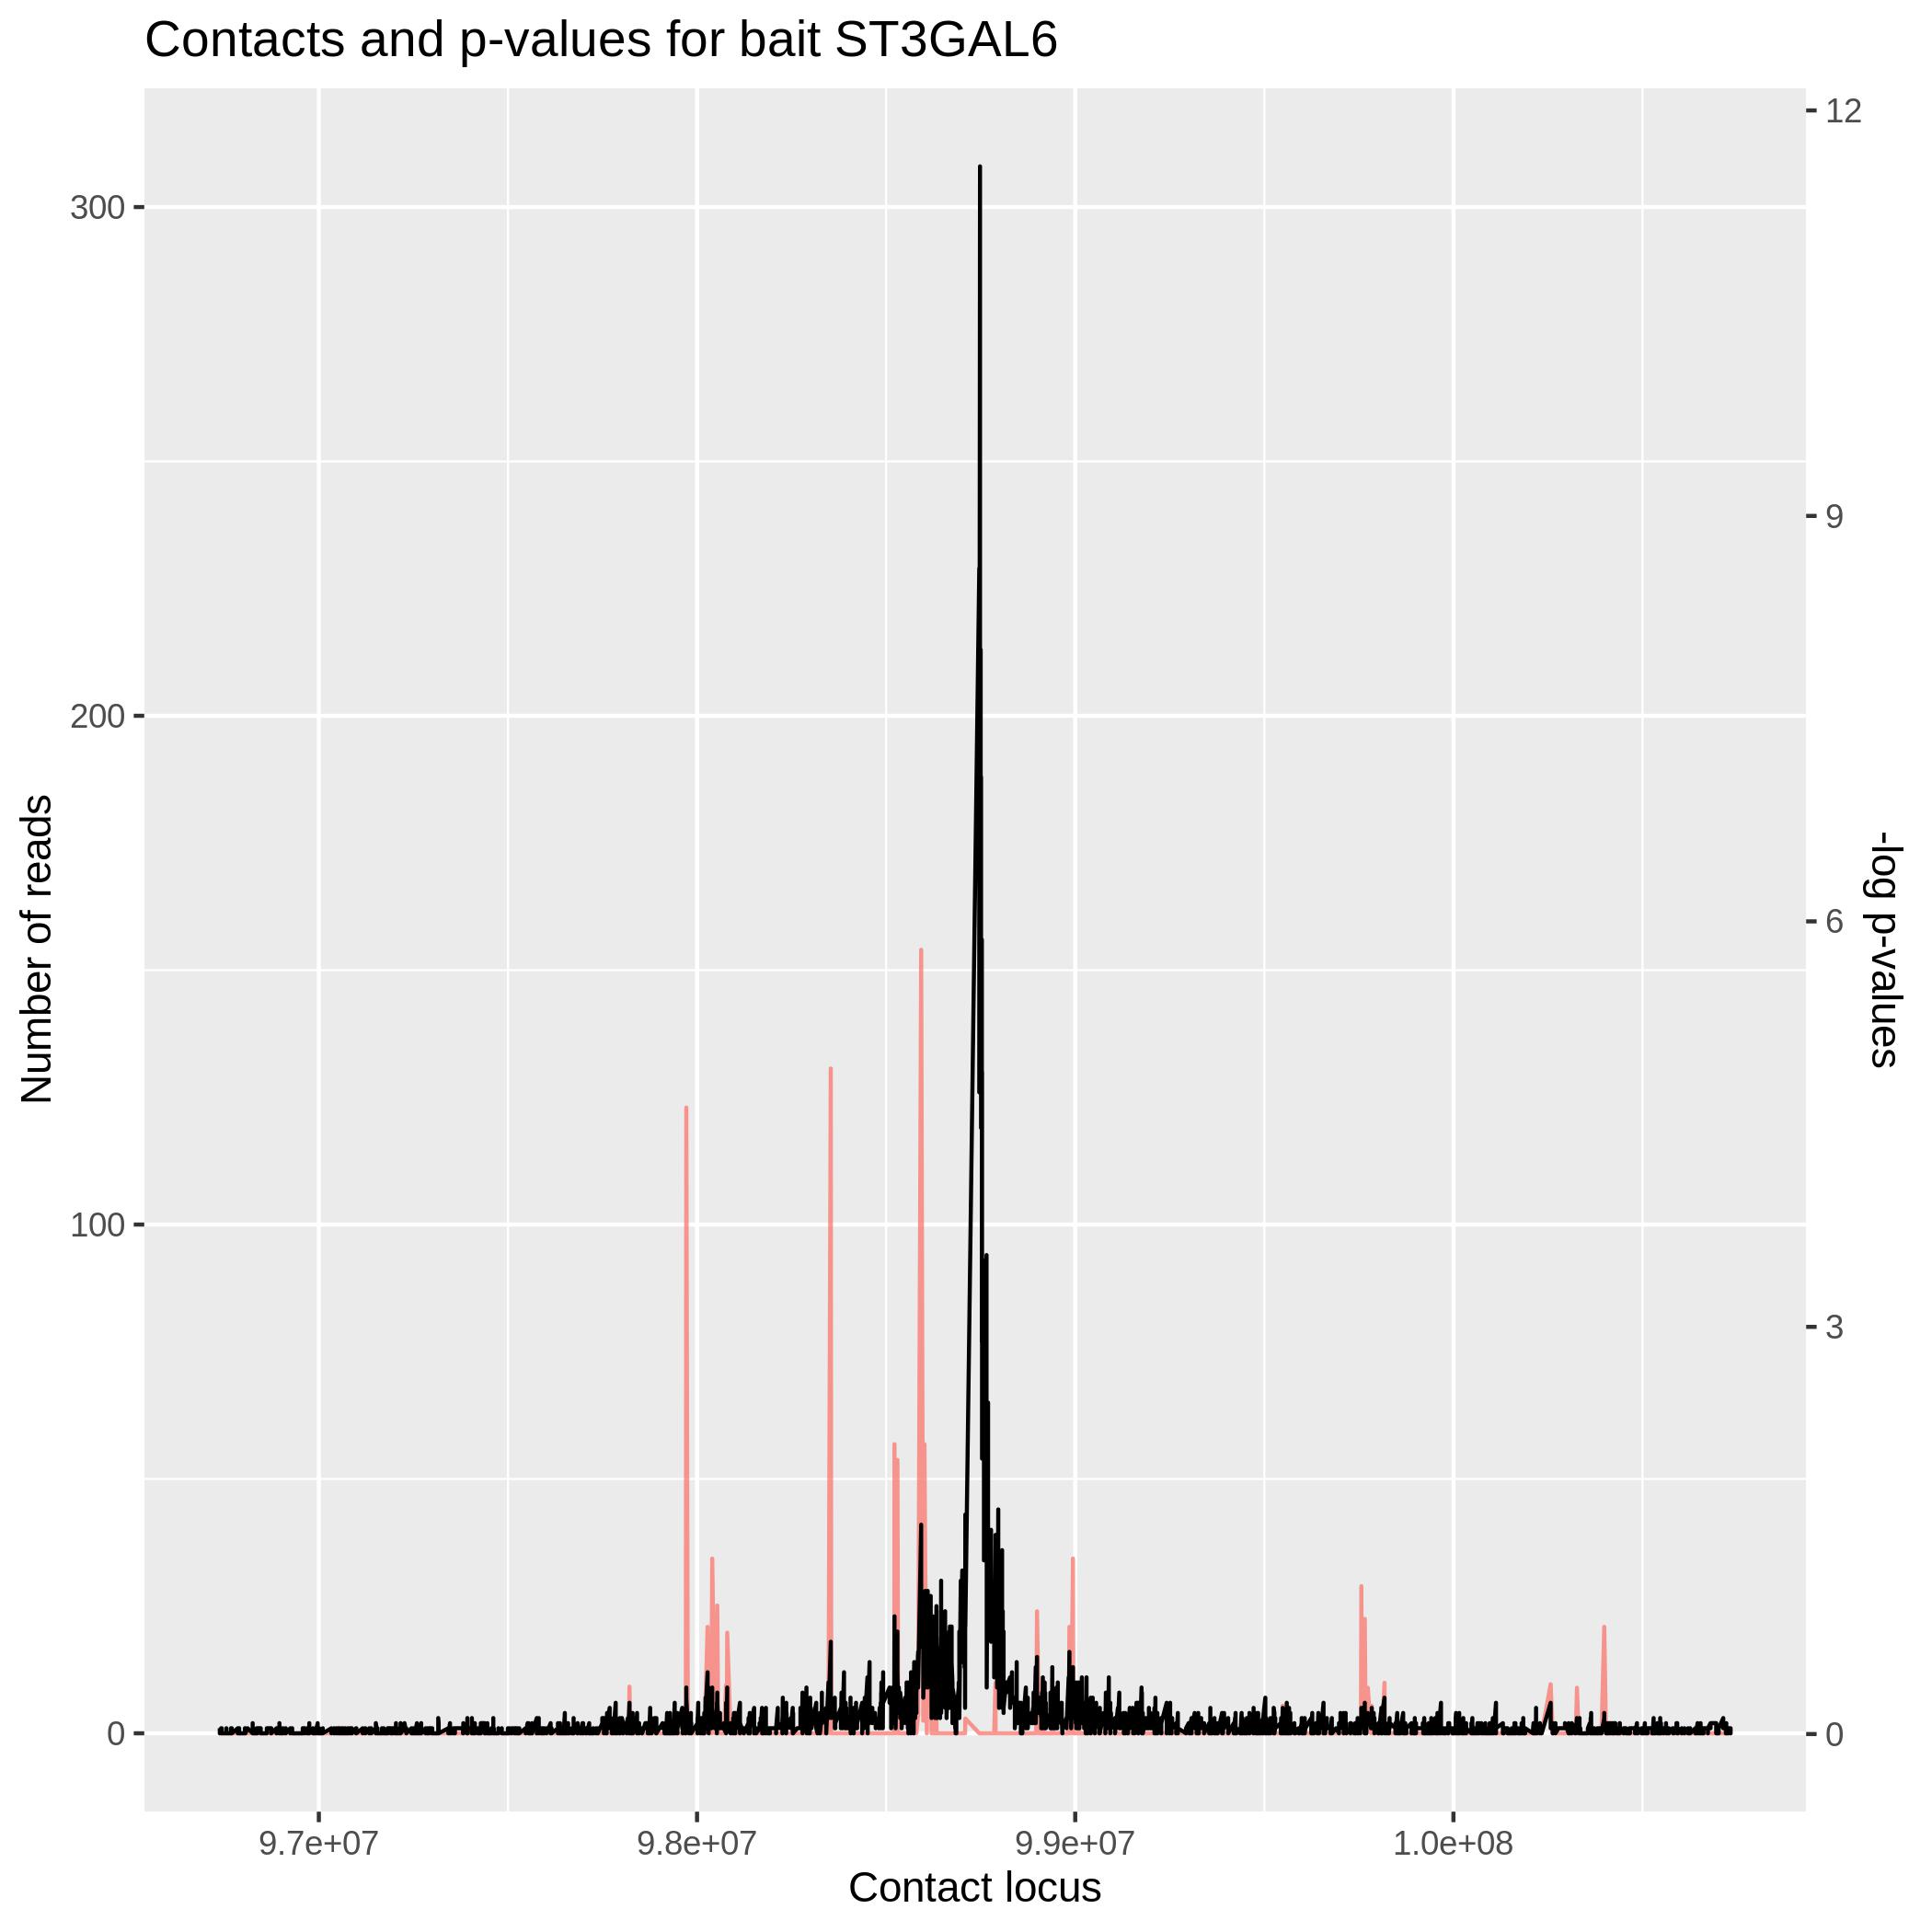 Contacts and p-values for bait ST3GAL6
300
200
100
0
Number of reads
12
9
6
3
0
-log p-values
9.7e+07 9.8e+07 9.9e+07 1.0e+08
Contact locus